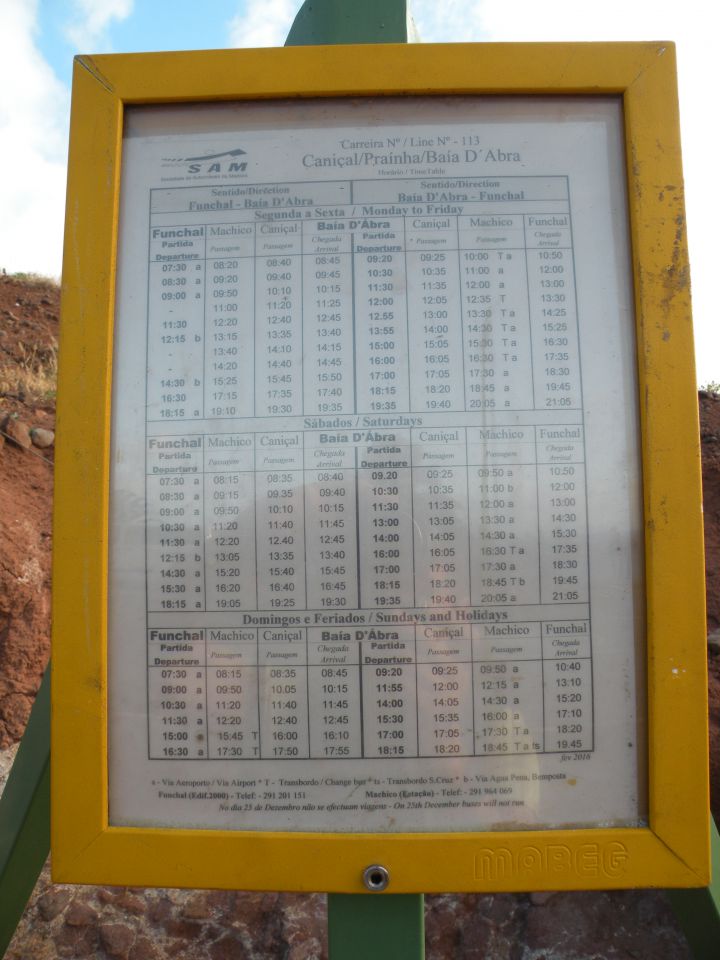 Carreira Nº / Line Nº - 113
Caniçal/Prainha/Baía D´Abra
Horário / TimeTable
SAM
Sentido/Direction Sentido/Direction
Funchal - Baía D'Abra Baía D'Abra - Funchal
Segunda a Sexta / Monday to Friday
Funchal Machico Caniçal Baía D'Ábra Caniçal Machico Funchal
Partida Passagem Passagem Chegada Partida Passagem Passagem Chegada
Departure Arrival Departure Arrival
07:30 a 08:20 08:40 08:45 09:20 09:25 10:00 T a 10:50
08:30 a 09:20 09:40 09:45 10:30 10:35 11:00 a 12:00
09:00 a 09:50 10:10 10:15 11:30 11:35 12:00 a 13:00
- 11:00 11:20 11:25 12:00 12:05 12:35 T 13:30
11:30 12:20 12:40 12:45 12.55 13:00 13:30 T a 14:25
12:15 b 13:15 13:35 13:40 13:55 14:00 14:30 T a 15:25
- 13:40 14:10 14:15 15:00 15:05 15:30 T a 16:30
- 14:20 14:40 14:45 16:00 16:05 16:30 T a 17:35
14:30 b 15:25 15:45 15:50 17:00 17:05 17:30 a 18:30
16:30 17:15 17:35 17:40 18:15 18:20 18:45 a 19:45
18:15 a 19:10 19:30 19:35 19:35 19:40 20:05 a 21:05
Sábados / Saturdays
Funchal Machico Caniçal Baía D'Ábra Caniçal Machico Funchal
Partida Passagem Passagem Chegada Partida Passagem Passagem Chegada
Departure Arrival Departure Arrival
07:30 a 08:15 08:35 08:40 09.20 09:25 09:50 a 10:50
08:30 a 09:15 09.35 09:40 10:30 10:35 11:00 b 12:00
09:00 a 09:50 10:10 10:15 11:30 11:35 12:00 a 13:00
10:30 a 11:20 11:40 11:45 13:00 13:05 13:30 a 14:30
11:30 a 12:20 12.40 12:45 14:00 14:05 14:30 a 15:30
12:15 b 13:05 13:35 13:40 16:00 16:05 16:30 T a 17:35
14:30 a 15:20 15:40 15:45 17:00 17:05 17:30 a 18:30
15:30 a 16:20 16:40 16:45 18:15 18:20 18:45 T b 19:45
18:15 a 19:05 19:25 19:30 19:35 19:40 20:05 a 21:05
Domingos e Feriados / Sundays and Holidays
Funchal Machico Caniçal Baía D'Ábra Caniçal Machico Funchal
Partida Passagem Passagem Chegada Partida Passagem Passagem Chegada
Departure Arrival Departure Arrival
07:30 a 08:15 08:35 08:45 09:20 09:25 09:50 a 10:40
09:00 a 09:50 10.05 10:15 11:55 12:00 12:15 a 13:10
10:30 a 11:20 11:40 11:45 14:00 14:05 14:30 a 15:20
11:30 a 12:20 12:40 12:45 15:30 15:35 16:00 a 17:10
15:00 a 15:45 T 16:00 16:10 17:00 17:05 17:30 T a 18:20
16:30 a 17:30 T 17:50 17:55 18:15 18:20 18:45 T a ts 19.45
fev 2016
a - Via Aeroporto / Via Airport * T - Transbordo / Change bus * ts - Transbordo S.Cruz * b - Via Agua Pena, Bemposta
Funchal (Edif.2000) - Telef: - 291 201 151 Machico (Estação) - Telef: - 291 964 069
No dia 25 de Dezembro não se efectuam viagens - On 25th December buses will not run
MABEG